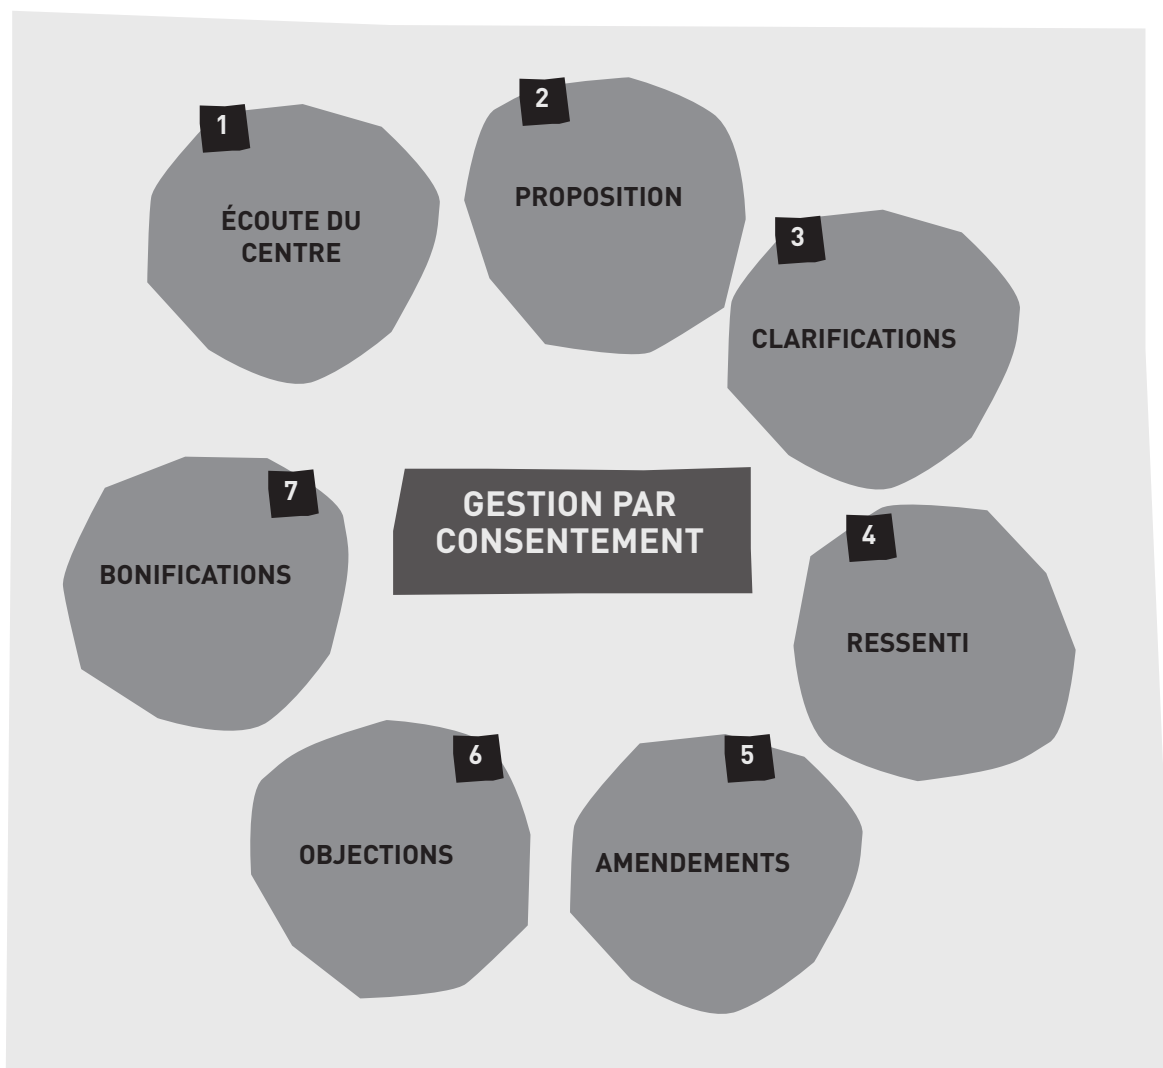 1
ÉCOUTE DU
CENTRE
2
PROPOSITION
3
CLARIFICATIONS
4
RESSENTI
5
AMENDEMENTS
6
OBJECTIONS
7
BONIFICATIONS
GESTION PAR
CONSENTEMENT